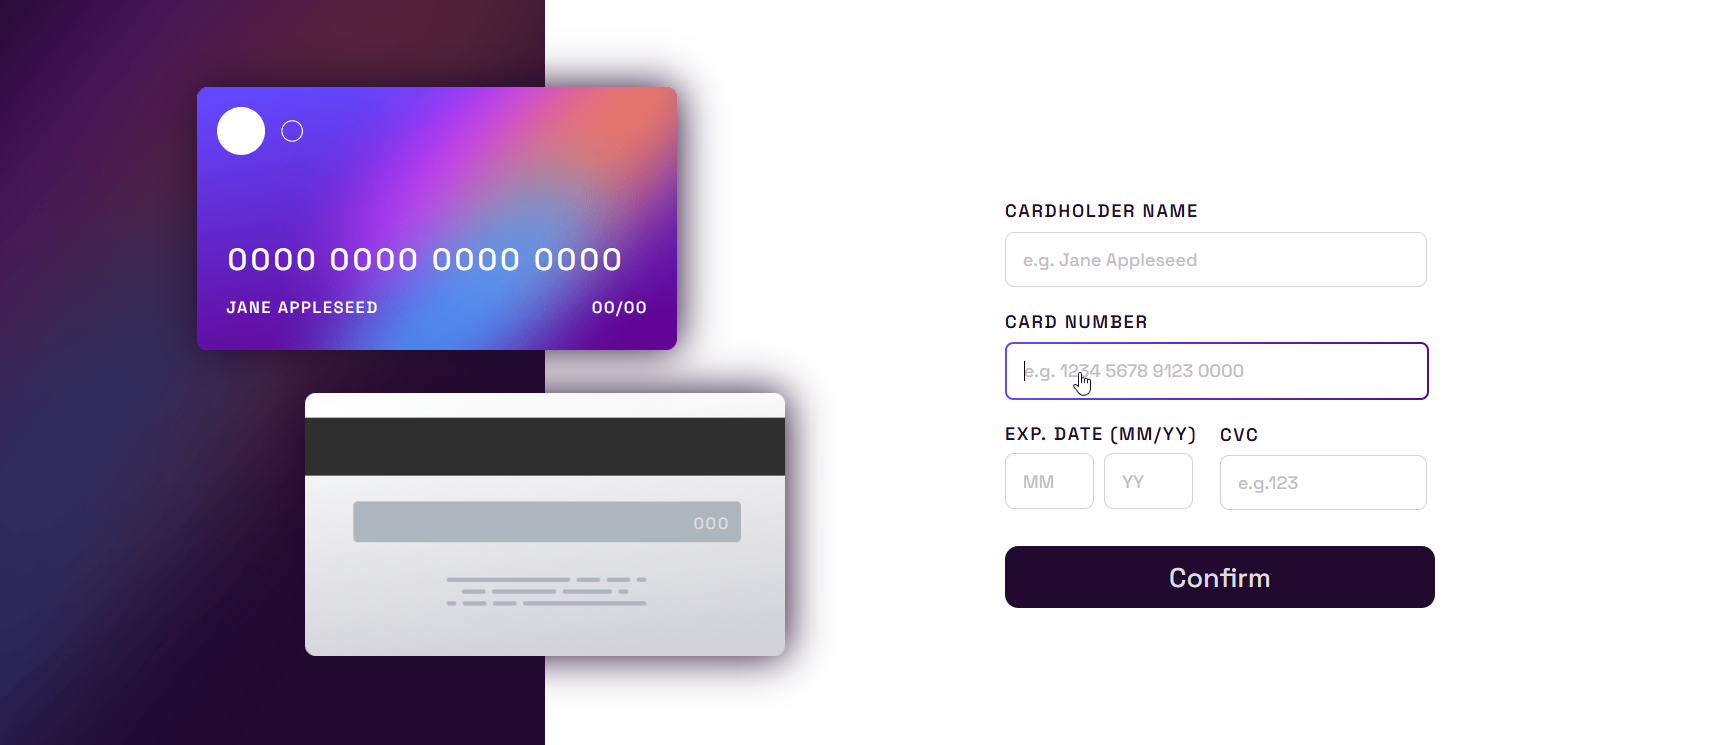 0000 0000 0000 0000
JANE APPLESEED 00/00
000
CARDHOLDER NAME
e.g. Jane Appleseed
CARD NUMBER
e.g. 1234 5678 9123 0000
EXP. DATE (MM/YY) CVC
MM YY e.g.123
Confirm